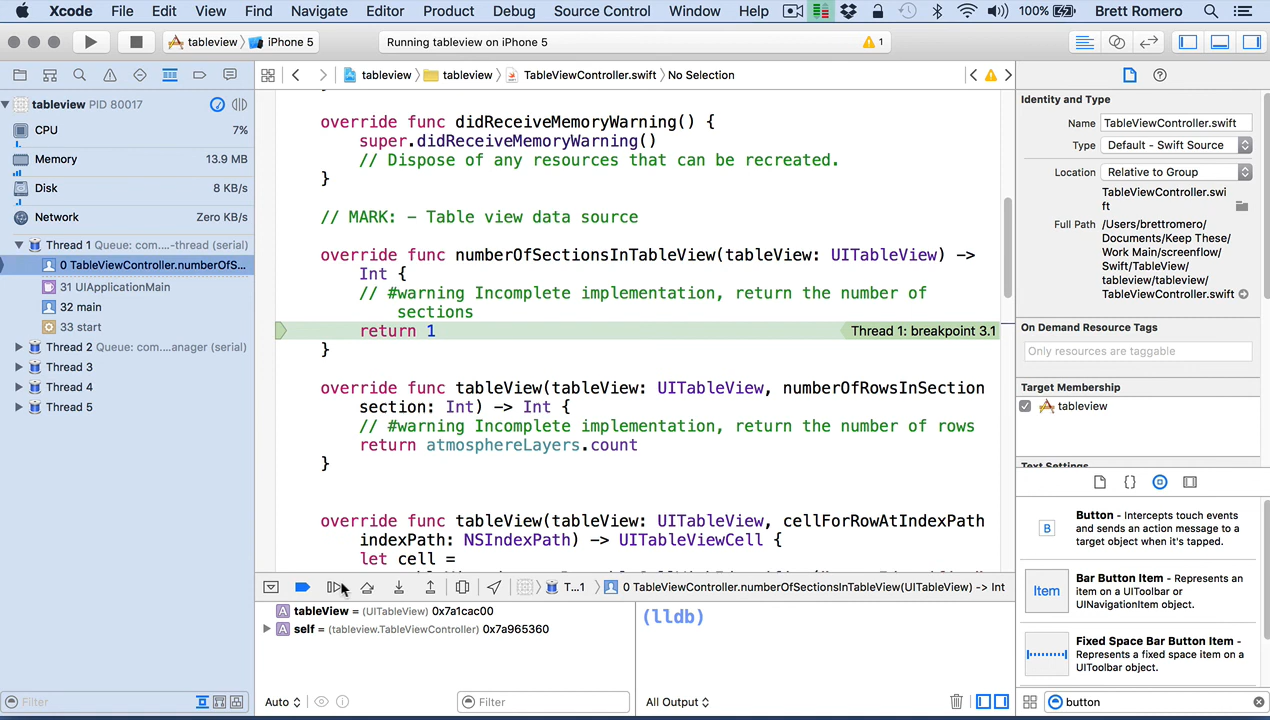 Xcode File Edit View Find Navigate Editor Product Debug Source Control Window Help 100% Brett Romero
tableview iPhone 5 Running tableview on iPhone 5 1
tableview tableview TableViewController.swift No Selection
tableview PID 80017
CPU 7%
Memory 13.9 MB
Disk 8 KB/s
Network Zero KB/s
Thread 1 Queue: com....-thread (serial)
0 TableViewController.numberOfS...
31 UIApplicationMain
32 main
33 start
Thread 2 Queue: com....anager (serial)
Thread 3
Thread 4
Thread 5
Filter
override func didReceiveMemoryWarning() {
super.didReceiveMemoryWarning()
// Dispose of any resources that can be recreated.
}
// MARK: - Table view data source
override func numberOfSectionsInTableView(tableView: UITableView) ->
Int {
// #warning Incomplete implementation, return the number of
sections
return 1 Thread 1: breakpoint 3.1
}
override func tableView(tableView: UITableView, numberOfRowsInSection
section: Int) -> Int {
// #warning Incomplete implementation, return the number of rows
return atmosphereLayers.count
}
override func tableView(tableView: UITableView, cellForRowAtIndexPath
indexPath: NSIndexPath) -> UITableViewCell {
let cell =
T...1 0 TableViewController.numberOfSectionsInTableView(UITableView) -> Int
A tableView = (UITableView) 0x7a1cac00
A self = (tableview.TableViewController) 0x7a965360
Auto Filter
(lldb)
All Output
Identity and Type
Name TableViewController.swift
Type Default - Swift Source
Location Relative to Group
TableViewController.swi
ft
Full Path /Users/brettromero/
Documents/Keep These/
Work Main/screenflow/
Swift/TableView/
tableview/tableview/
TableViewController.swift
On Demand Resource Tags
Only resources are taggable
Target Membership
tableview
Text Settings
B Button - Intercepts touch events
and sends an action message to a
target object when it's tapped.
Item Bar Button Item - Represents an
item on a UIToolbar or
UINavigationItem object.
Fixed Space Bar Button Item -
Represents a fixed space item on a
UIToolbar object.
button